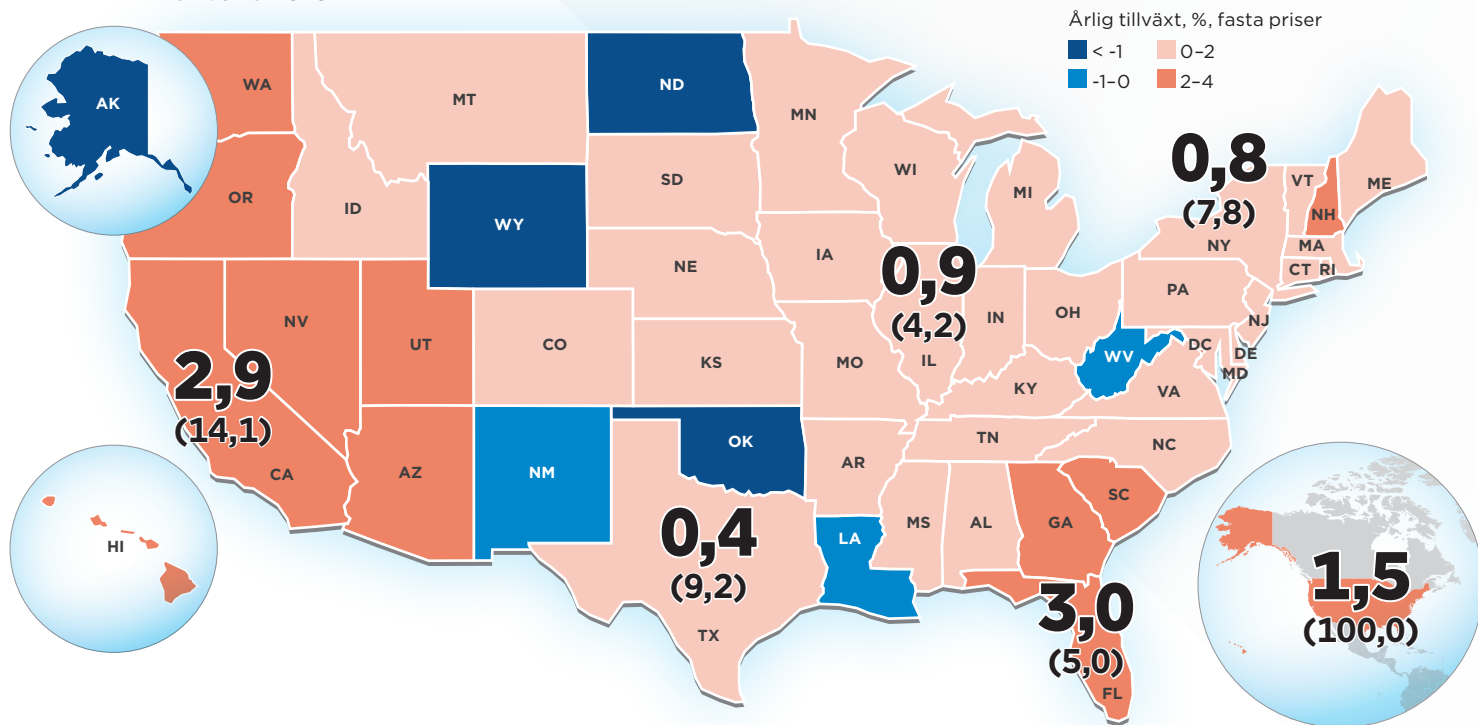 Årlig tillväxt, %, fasta priser
< -1
0–2
-1–0
2–4
AK
WA
OR
MT
ID
ND
SD
WY
NE
MN
WI
MI
IA
0,9
(4,2)
IL
IN
OH
0,8
(7,8)
NY
VT
NH
ME
MA
CT
RI
PA
NJ
DC
DE
MD
WV
VA
NV
UT
CO
KS
MO
KY
2,9
(14,1)
CA
AZ
NM
OK
AR
TN
NC
SC
MS
AL
GA
LA
HI
0,4
(9,2)
TX
3,0
(5,0)
FL
1,5
(100,0)